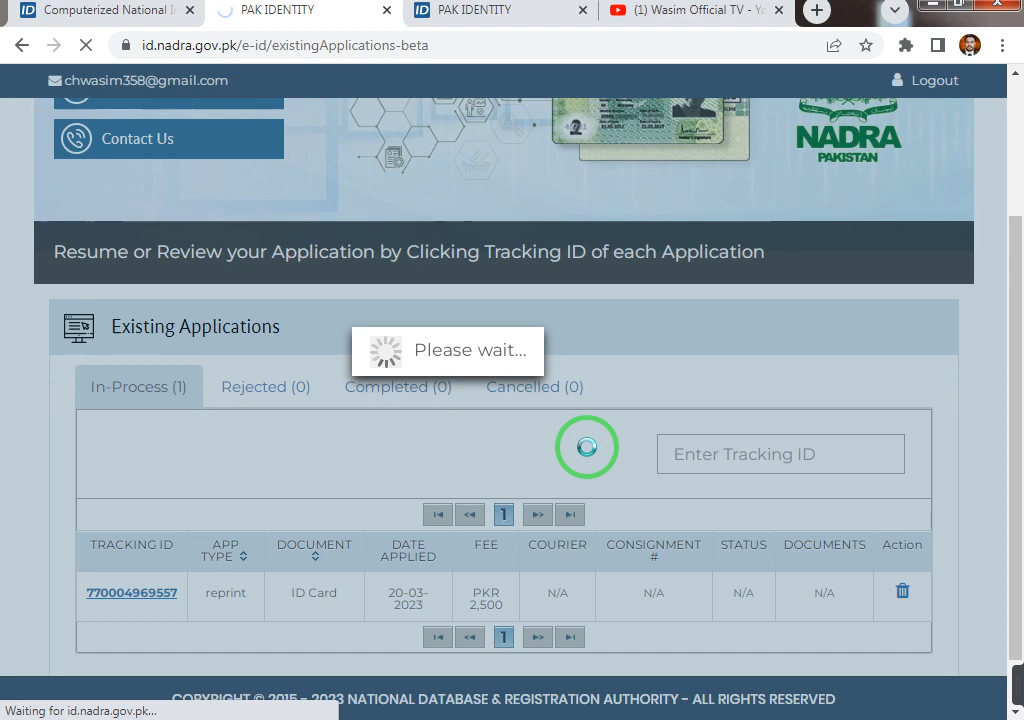 Computerized National I
PAK IDENTITY
PAK IDENTITY
(1) Wasim Official TV - Yo
id.nadra.gov.pk/e-id/existingApplications-beta
chwasim358@gmail.com
Logout
Contact Us
NADRA
PAKISTAN
Resume or Review your Application by Clicking Tracking ID of each Application
Existing Applications
Please wait...
In-Process (1) Rejected (0) Completed (0) Cancelled (0)
Enter Tracking ID
1
TRACKING ID APP TYPE DOCUMENT DATE APPLIED FEE COURIER CONSIGNMENT # STATUS DOCUMENTS Action
770004969557 reprint ID Card 20-03-2023 PKR 2,500 N/A N/A N/A N/A
1
COPYRIGHT © 2015 - 2023 NATIONAL DATABASE & REGISTRATION AUTHORITY - ALL RIGHTS RESERVED
Waiting for id.nadra.gov.pk...